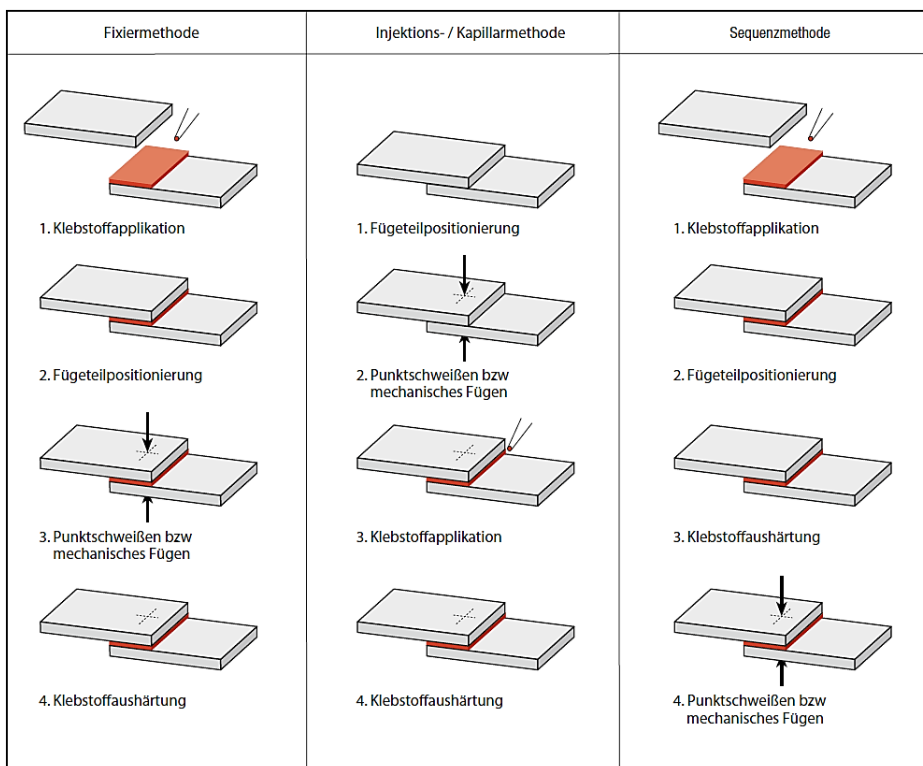 Fixiermethode
Injektions- / Kapillarmethode
Sequenzmethode
1. Klebstoffapplikation
2. Fügeteilpositionierung
3. Punktschweißen bzw
mechanisches Fügen
4. Klebstoffaushärtung
1. Fügeteilpositionierung
2. Punktschweißen bzw
mechanisches Fügen
3. Klebstoffapplikation
4. Klebstoffaushärtung
1. Klebstoffapplikation
2. Fügeteilpositionierung
3. Klebstoffaushärtung
4. Punktschweißen bzw
mechanisches Fügen